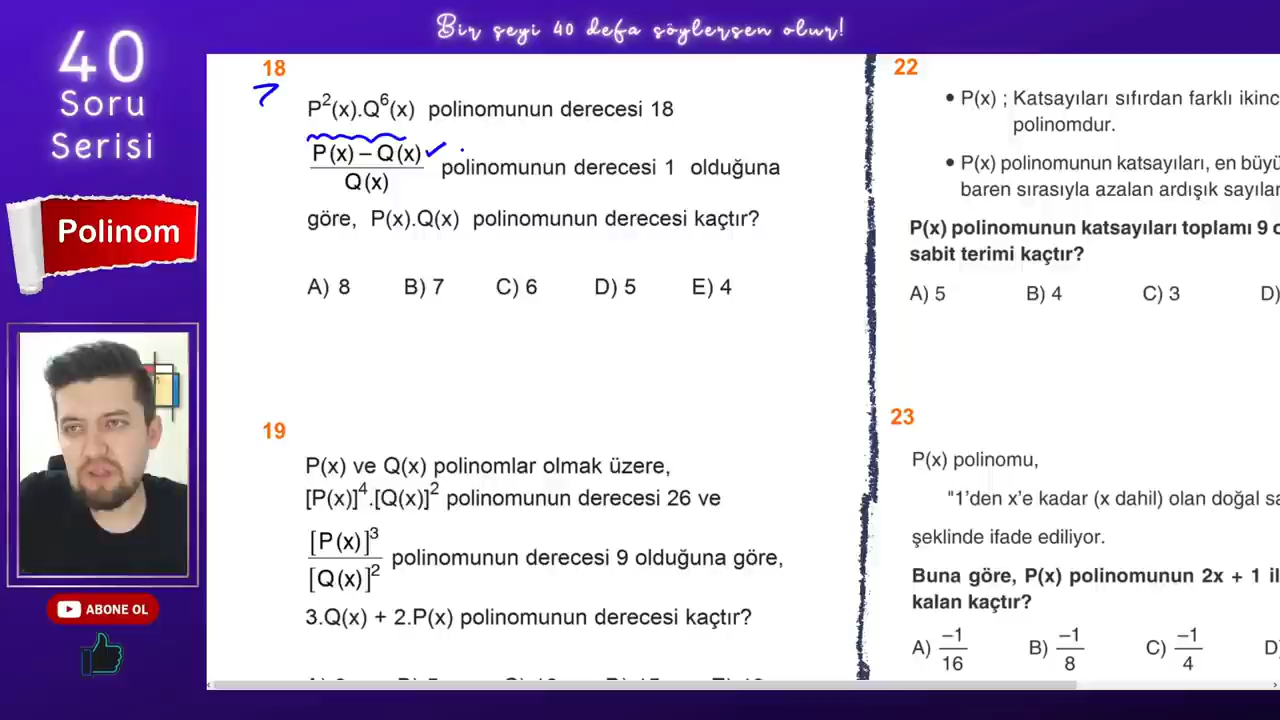 Bir şeyi 40 defa söylersen olur!
40
Soru
Serisi
Polinom
ABONE OL
18
P²(x).Q⁶(x) polinomunun derecesi 18
P(x) – Q(x)
Q(x)
polinomunun derecesi 1 olduğuna
göre, P(x).Q(x) polinomunun derecesi kaçtır?
A) 8 B) 7 C) 6 D) 5 E) 4
19
P(x) ve Q(x) polinomlar olmak üzere,
[P(x)]⁴.[Q(x)]² polinomunun derecesi 26 ve
[P(x)]³
[Q(x)]²
polinomunun derecesi 9 olduğuna göre,
3.Q(x) + 2.P(x) polinomunun derecesi kaçtır?
22
• P(x) ; Katsayıları sıfırdan farklı ikinc
polinomdur.
• P(x) polinomunun katsayıları, en büyü
baren sırasıyla azalan ardışık sayılar
P(x) polinomunun katsayıları toplamı 9 o
sabit terimi kaçtır?
A) 5 B) 4 C) 3 D)
23
P(x) polinomu,
"1'den x'e kadar (x dahil) olan doğal sa
şeklinde ifade ediliyor.
Buna göre, P(x) polinomunun 2x + 1 il
kalan kaçtır?
A) –1/16 B) –1/8 C) –1/4 D)